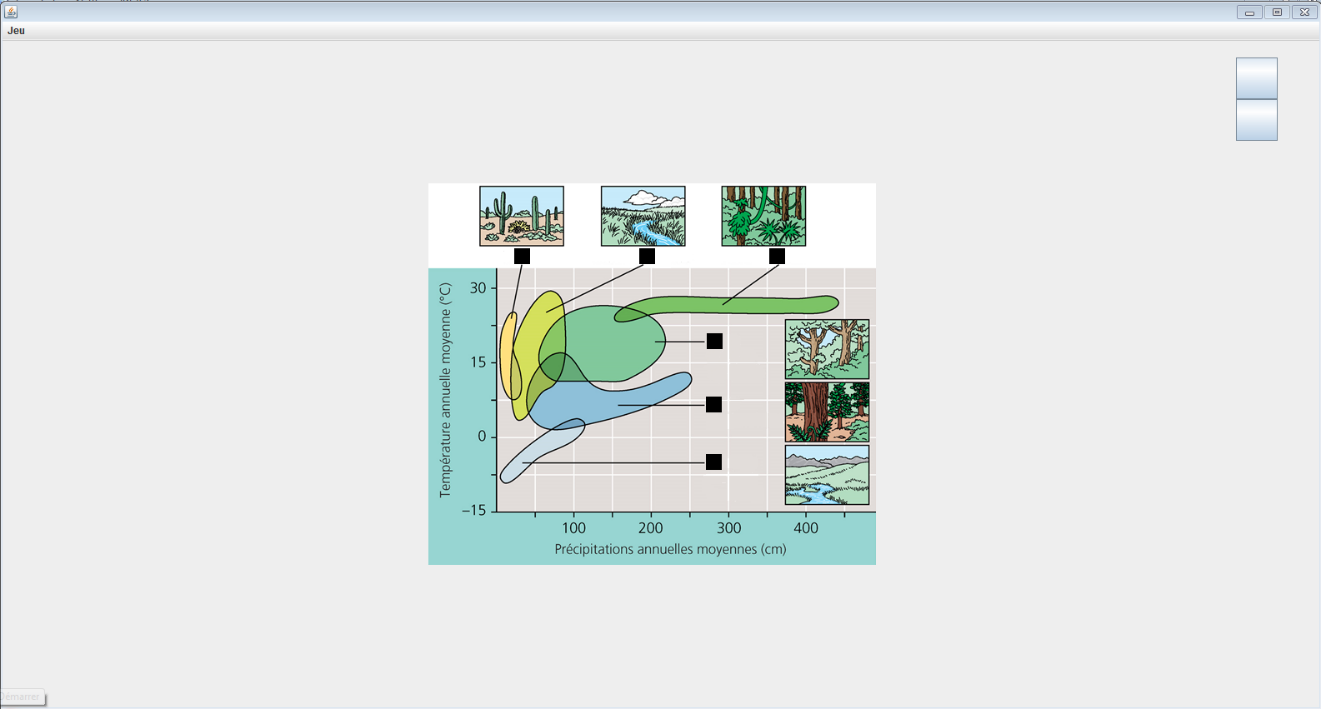 Jeu
30
15
0
–15
Température annuelle moyenne (°C)
100 200 300 400
Précipitations annuelles moyennes (cm)
Démarrer